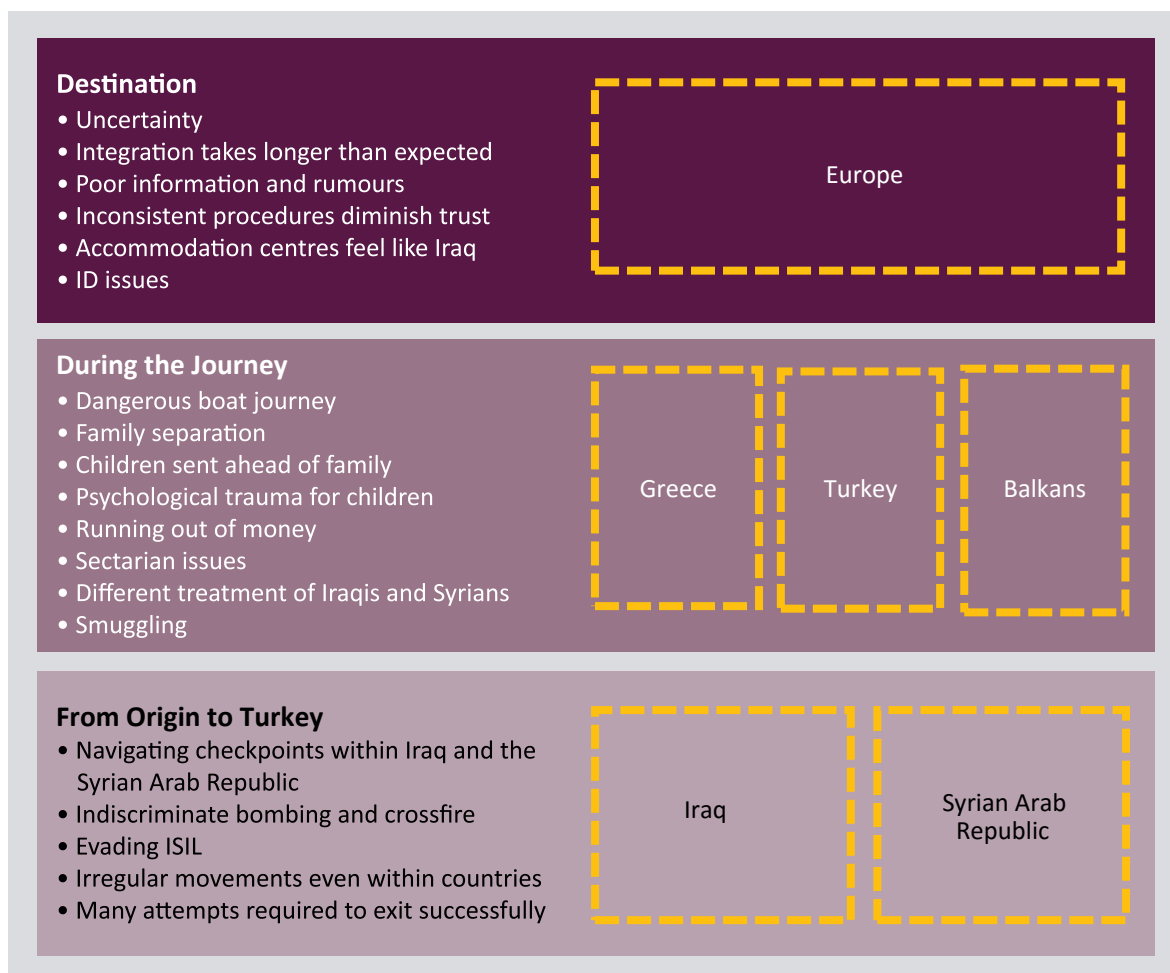 Destination
• Uncertainty
• Integration takes longer than expected
• Poor information and rumours
• Inconsistent procedures diminish trust
• Accommodation centres feel like Iraq
• ID issues
Europe
During the Journey
• Dangerous boat journey
• Family separation
• Children sent ahead of family
• Psychological trauma for children
• Running out of money
• Sectarian issues
• Different treatment of Iraqis and Syrians
• Smuggling
Greece
Turkey
Balkans
From Origin to Turkey
• Navigating checkpoints within Iraq and the
Syrian Arab Republic
• Indiscriminate bombing and crossfire
• Evading ISIL
• Irregular movements even within countries
• Many attempts required to exit successfully
Iraq
Syrian Arab
Republic